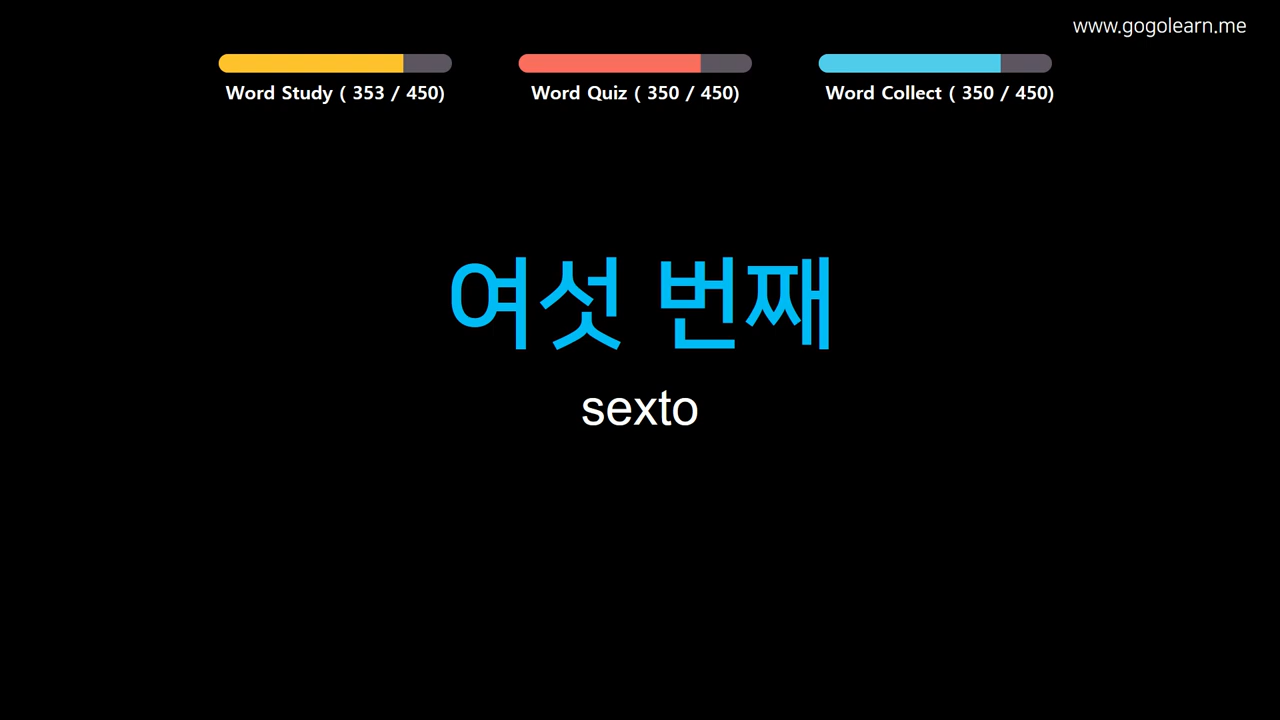 www.gogolearn.me
Word Study ( 353 / 450)
Word Quiz ( 350 / 450)
Word Collect ( 350 / 450)
여섯 번째
sexto